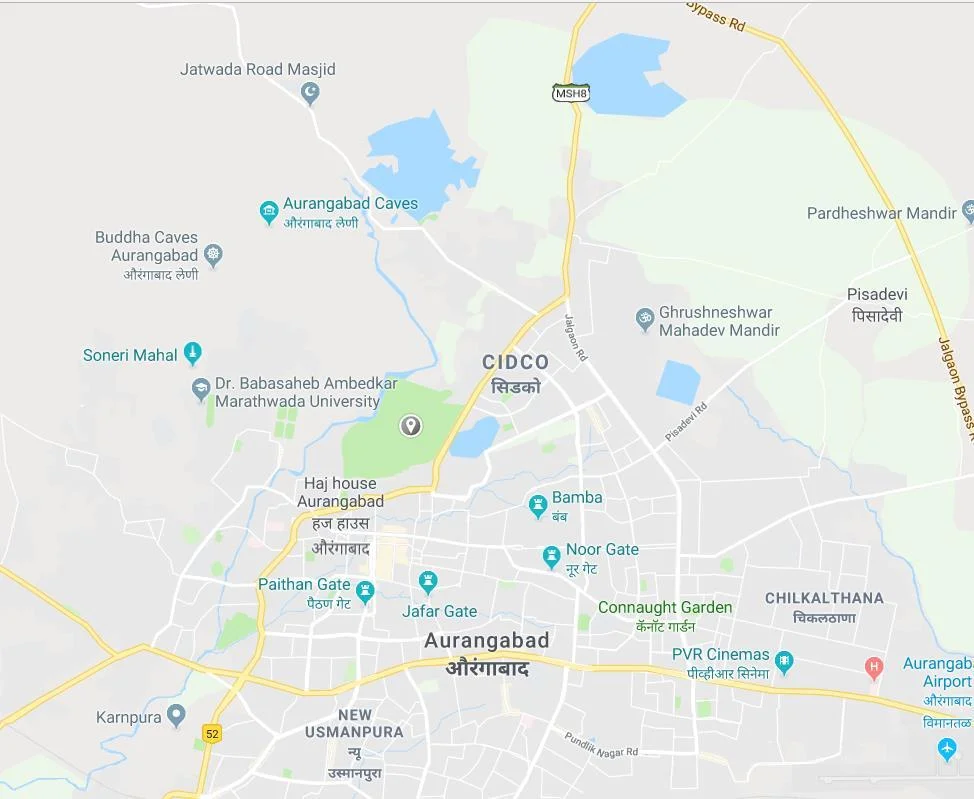 Bypass Rd
Jatwada Road Masjid
MSH8
Aurangabad Caves
औरंगाबाद लेणी
Pardheshwar Mandir
Buddha Caves
Aurangabad
औरंगाबाद लेणी
Pisadevi
पिसादेवी
Ghrushneshwar
Mahadev Mandir
Jalgaon Rd
Jalgaon Bypass R
Soneri Mahal
CIDCO
सिडको
Dr. Babasaheb Ambedkar
Marathwada University
Pisadevi Rd
Haj house
Aurangabad
हज हाउस
औरंगाबाद
Bamba
बंब
Noor Gate
नूर गेट
Paithan Gate
पैठण गेट
Jafar Gate
Connaught Garden
कॅनॉट गार्डन
CHILKALTHANA
चिकलठाणा
Aurangabad
औरंगाबाद
PVR Cinemas
पीव्हीआर सिनेमा
H
Aurangaba
Airport
औरंगाबाद
विमानतळ
Karnpura
52
NEW
USMANPURA
न्यू
उस्मानपुरा
Pundlik Nagar Rd